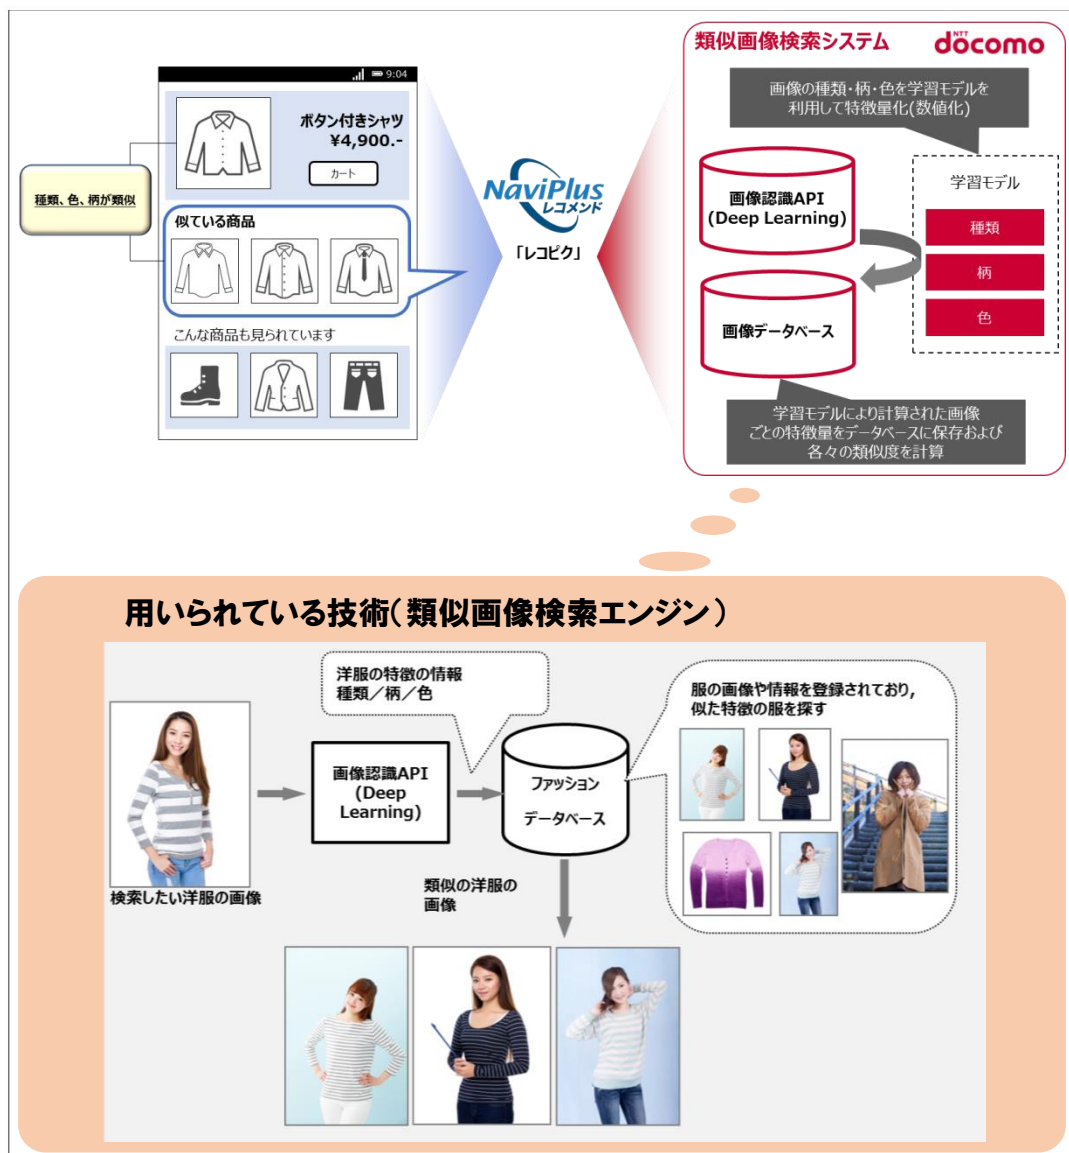 類似画像検索システム
NTT
döcomo
画像の種類・柄・色を学習モデルを
利用して特徴量化(数値化)
9:04
ボタン付きシャツ
¥4,900.-
カート
種類、色、柄が類似
似ている商品
こんな商品も見られています
NaviPlus
レコメンド
「レコピク」
画像認識API
(Deep Learning)
学習モデル
種類
柄
色
画像データベース
学習モデルにより計算された画像
ごとの特徴量をデータベースに保存および
各々の類似度を計算
用いられている技術(類似画像検索エンジン)
洋服の特徴の情報
種類/柄/色
服の画像や情報を登録されており,
似た特徴の服を探す
画像認識API
(Deep
Learning)
ファッション
データベース
検索したい洋服の画像
類似の洋服の
画像